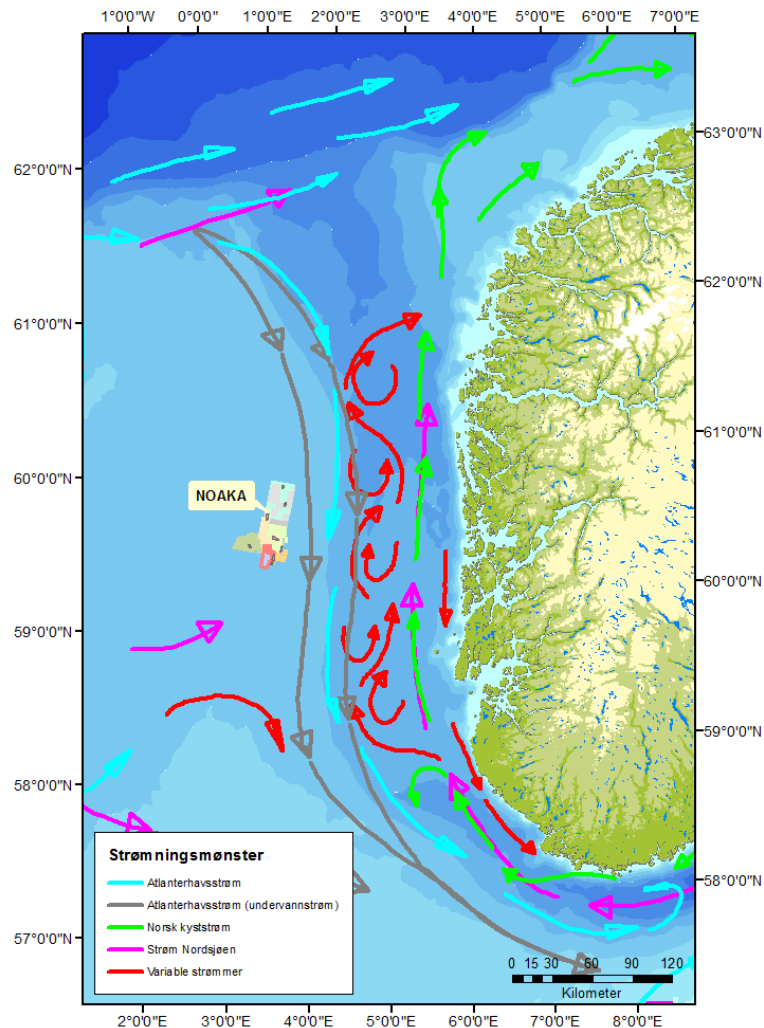 1°0'0"W 0°0'0" 1°0'0"E 2°0'0"E 3°0'0"E 4°0'0"E 5°0'0"E 6°0'0"E 7°0'0"E
63°0'0"N
62°0'0"N
62°0'0"N
61°0'0"N
61°0'0"N
60°0'0"N
NOAKA
60°0'0"N
59°0'0"N
59°0'0"N
58°0'0"N
Strømningsmønster
Atlanterhavsstrøm
Atlanterhavsstrøm (undervannstrøm)
Norsk kyststrøm
Strøm Nordsjøen
Variable strømmer
58°0'0"N
57°0'0"N
0 15 30 60 90 120
Kilometer
2°0'0"E 3°0'0"E 4°0'0"E 5°0'0"E 6°0'0"E 7°0'0"E 8°0'0"E